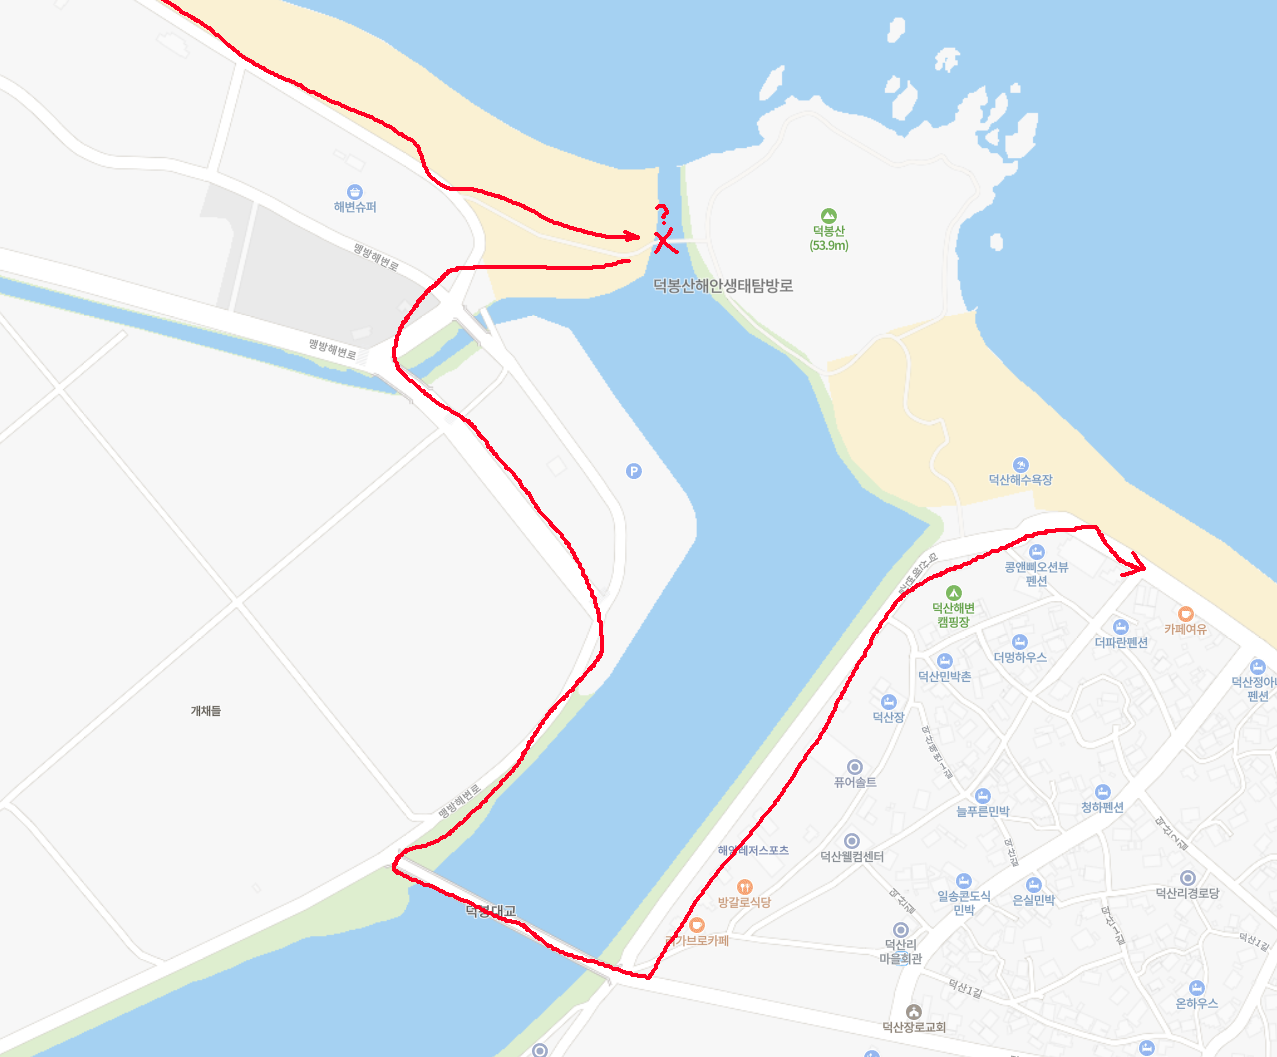 ?
해변슈퍼
덕봉산
(53.9m)
맹방해변로
덕봉산해안생태탐방로
맹방해변로
P
덕산해수욕장
콩앤삐오션뷰
펜션
덕산해변
캠핑장
카페여유
더파란펜션
더멍하우스
덕산민박촌
덕산장
개채들
퓨어솔트
맹방해변로
늘푸른민박
청하펜션
해양레저스포츠
덕산웰컴센터
방갈로식당
일송콘도식
민박
은실민박
덕산리경로당
덕봉대교
덕산리
마을회관
덕산1길
덕산1길
온하우스
덕산장로교회